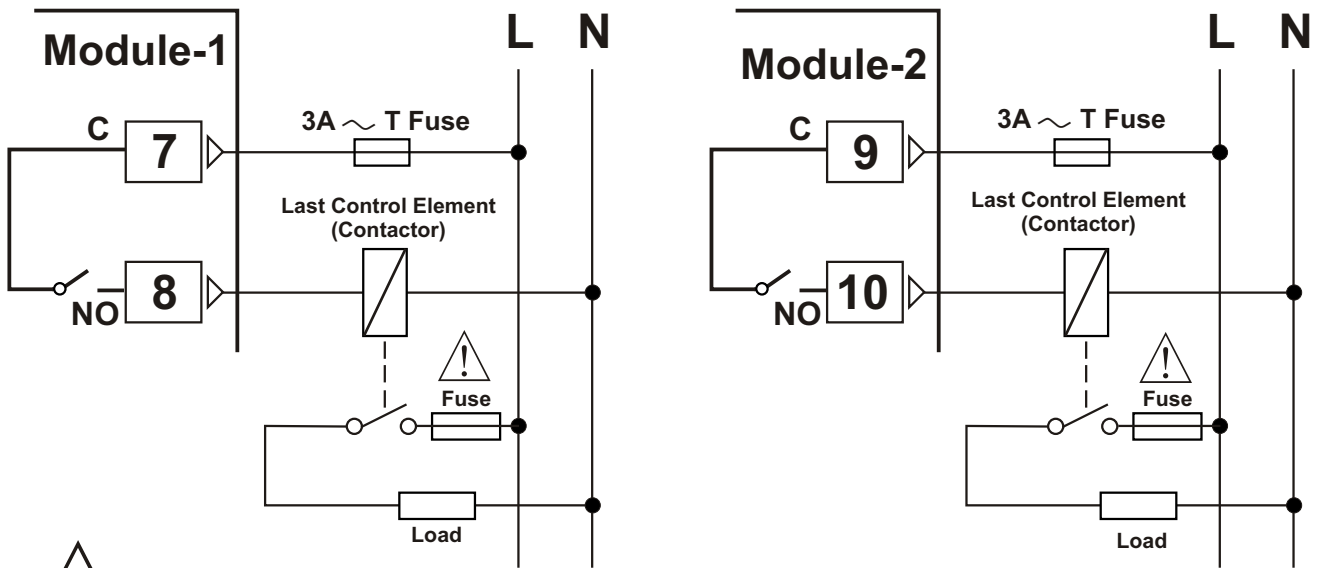 Module-1
L N
C
7
3A ~ T Fuse
Last Control Element
(Contactor)
NO
8
!
Fuse
Load
Module-2
L N
C
9
3A ~ T Fuse
Last Control Element
(Contactor)
NO
10
!
Fuse
Load